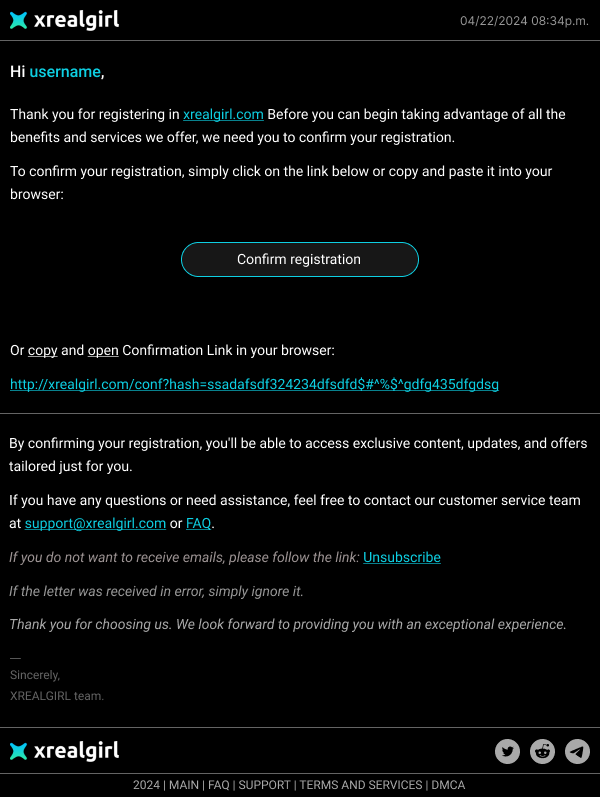 xrealgirl
04/22/2024 08:34p.m.
Hi username,
Thank you for registering in xrealgirl.com Before you can begin taking advantage of all the
benefits and services we offer, we need you to confirm your registration.
To confirm your registration, simply click on the link below or copy and paste it into your
browser:
Confirm registration
Or copy and open Confirmation Link in your browser:
http://xrealgirl.com/conf?hash=ssadafsdf324234dfsdfd$#^%$^gdfg435dfgdsg
By confirming your registration, you'll be able to access exclusive content, updates, and offers
tailored just for you.
If you have any questions or need assistance, feel free to contact our customer service team
at support@xrealgirl.com or FAQ.
If you do not want to receive emails, please follow the link: Unsubscribe
If the letter was received in error, simply ignore it.
Thank you for choosing us. We look forward to providing you with an exceptional experience.
__
Sincerely,
XREALGIRL team.
xrealgirl
2024 | MAIN | FAQ | SUPPORT | TERMS AND SERVICES | DMCA